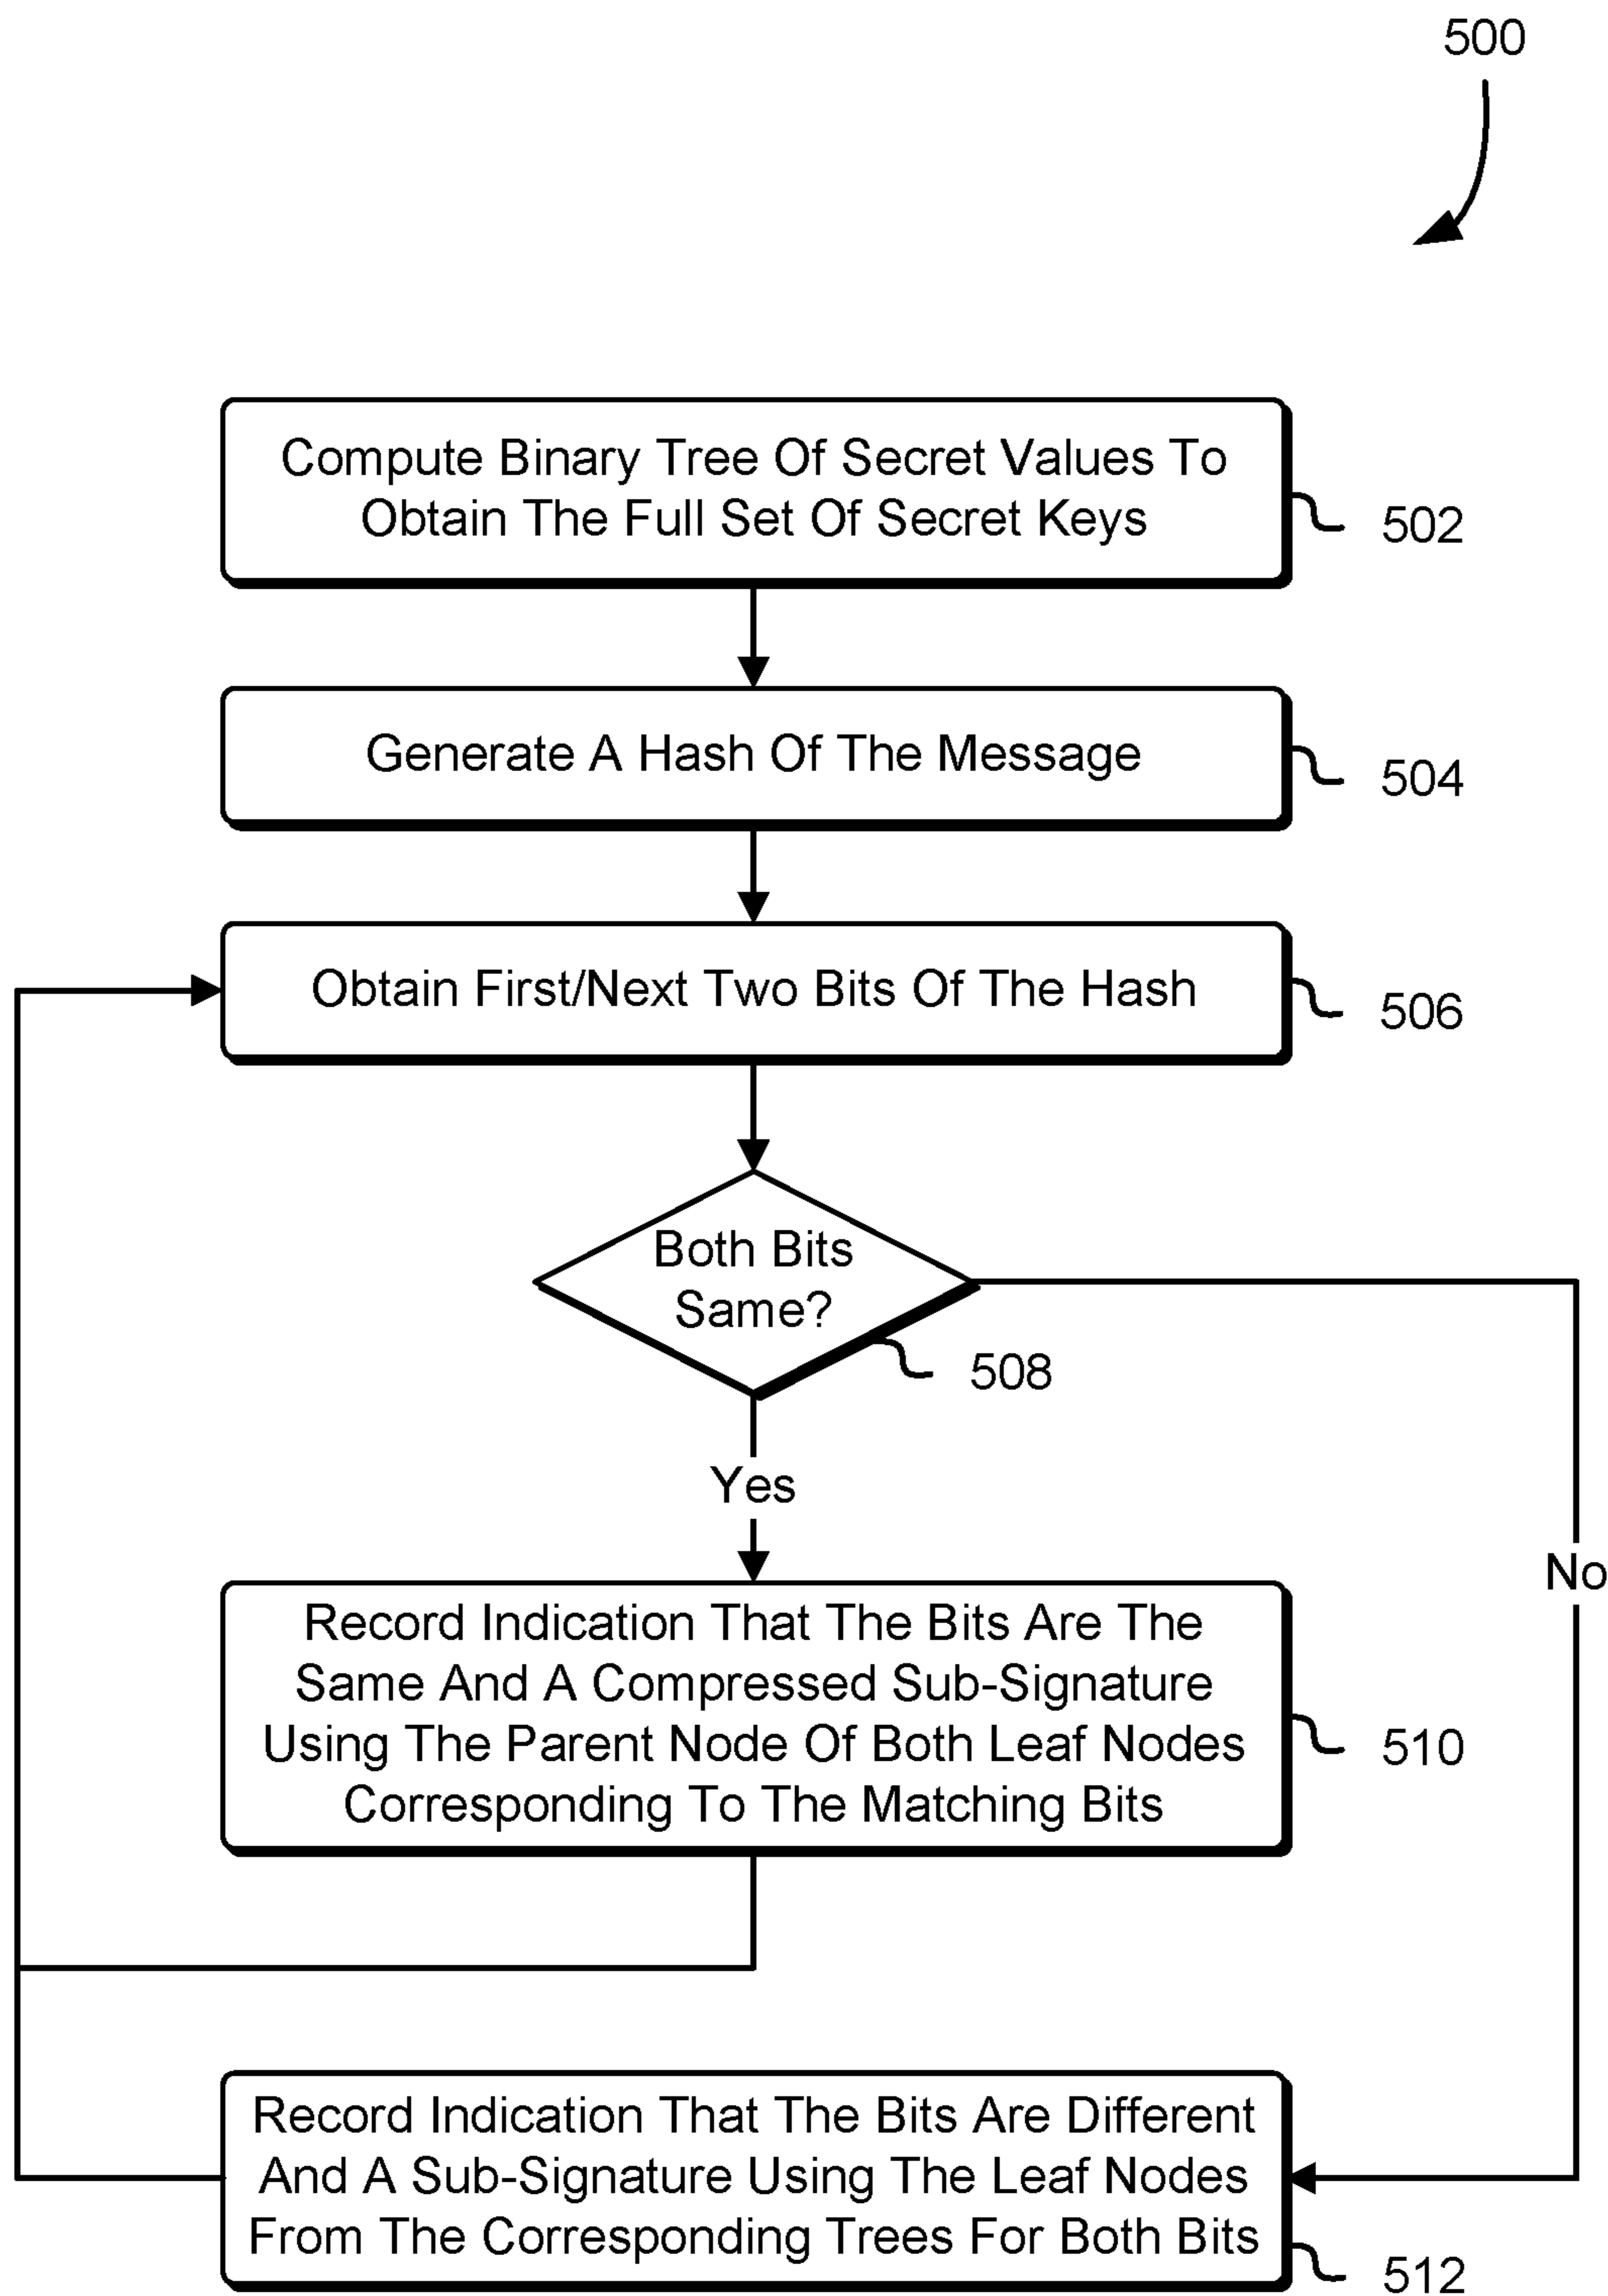 500
Compute Binary Tree Of Secret Values To
Obtain The Full Set Of Secret Keys
502
Generate A Hash Of The Message
504
Obtain First/Next Two Bits Of The Hash
506
Both Bits
Same?
508
Yes
No
Record Indication That The Bits Are The
Same And A Compressed Sub-Signature
Using The Parent Node Of Both Leaf Nodes
Corresponding To The Matching Bits
510
Record Indication That The Bits Are Different
And A Sub-Signature Using The Leaf Nodes
From The Corresponding Trees For Both Bits
512